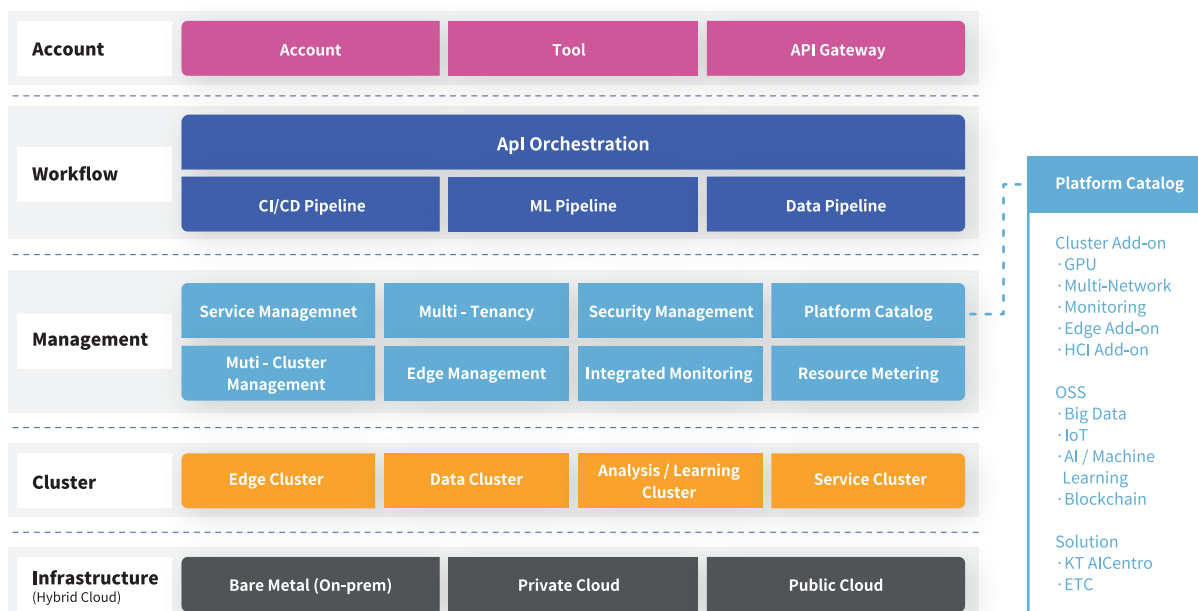 Account
Account
Tool
API Gateway
Workflow
ApI Orchestration
CI/CD Pipeline
ML Pipeline
Data Pipeline
Management
Service Managemnet
Multi - Tenancy
Security Management
Platform Catalog
Muti - Cluster
Management
Edge Management
Integrated Monitoring
Resource Metering
Cluster
Edge Cluster
Data Cluster
Analysis / Learning
Cluster
Service Cluster
Infrastructure
(Hybrid Cloud)
Bare Metal (On-prem)
Private Cloud
Public Cloud
Platform Catalog
Cluster Add-on
·GPU
·Multi-Network
·Monitoring
·Edge Add-on
·HCI Add-on
OSS
·Big Data
·IoT
·AI / Machine
Learning
·Blockchain
Solution
·KT AICentro
·ETC